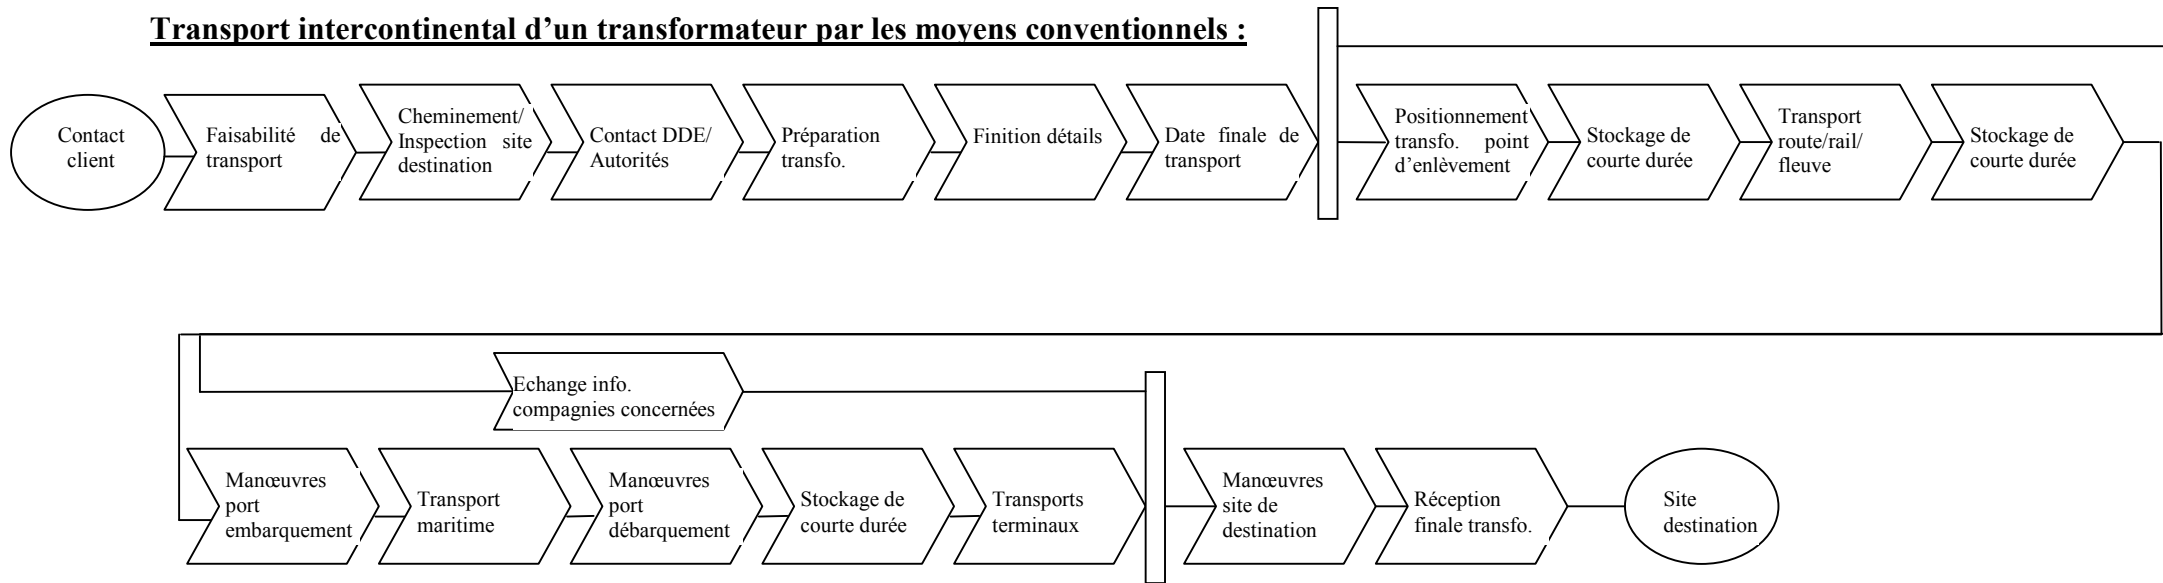 Transport intercontinental d’un transformateur par les moyens conventionnels :
Contact
client
Faisabilité de
transport
Cheminement/
Inspection site
destination
Contact DDE/
Autorités
Préparation
transfo.
Finition détails
Date finale de
transport
Positionnement
transfo. point
d’enlèvement
Stockage de
courte durée
Transport
route/rail/
fleuve
Stockage de
courte durée
Echange info.
compagnies concernées
Manœuvres
port
embarquement
Transport
maritime
Manœuvres
port
débarquement
Stockage de
courte durée
Transports
terminaux
Manœuvres
site de
destination
Réception
finale transfo.
Site
destination